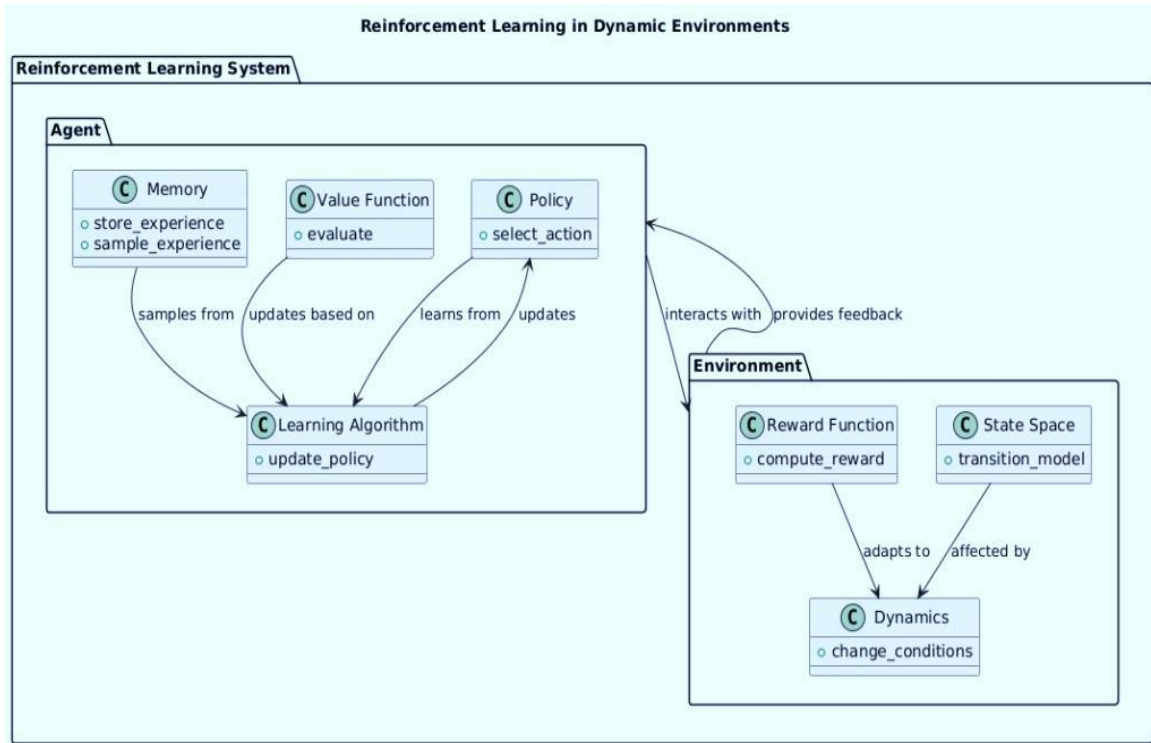 Reinforcement Learning in Dynamic Environments
Reinforcement Learning System
Agent
C Memory
store_experience
sample_experience
C Value Function
evaluate
C Policy
select_action
samples from
updates based on
learns from
updates
interacts with
provides feedback
C Learning Algorithm
update_policy
Environment
C Reward Function
compute_reward
C State Space
transition_model
adapts to
affected by
C Dynamics
change_conditions